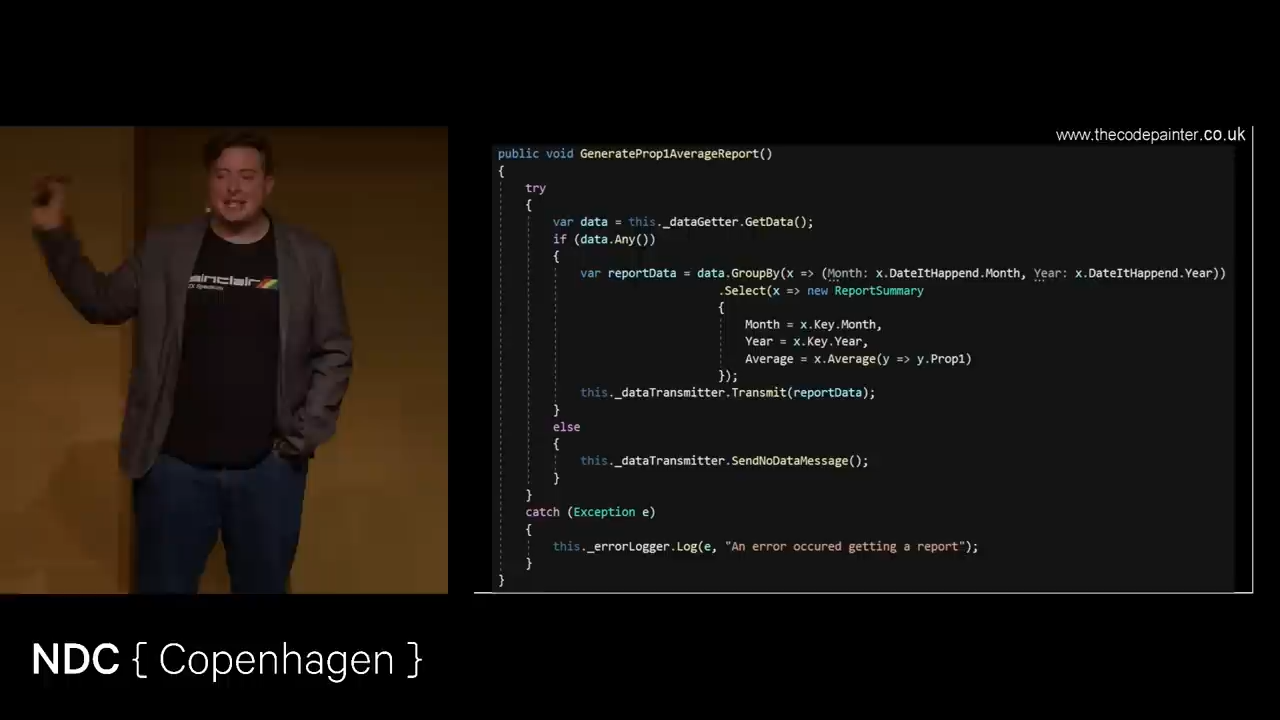 www.thecodepainter.co.uk
public void GenerateProp1AverageReport()
{
try
{
var data = this._dataGetter.GetData();
if (data.Any())
{
var reportData = data.GroupBy(x => (Month: x.DateItHappend.Month, Year: x.DateItHappend.Year))
.Select(x => new ReportSummary
{
Month = x.Key.Month,
Year = x.Key.Year,
Average = x.Average(y => y.Prop1)
});
this._dataTransmitter.Transmit(reportData);
}
else
{
this._dataTransmitter.SendNoDataMessage();
}
}
catch (Exception e)
{
this._errorLogger.Log(e, "An error occured getting a report");
}
}
sinclair
ZX Spectrum
NDC { Copenhagen }